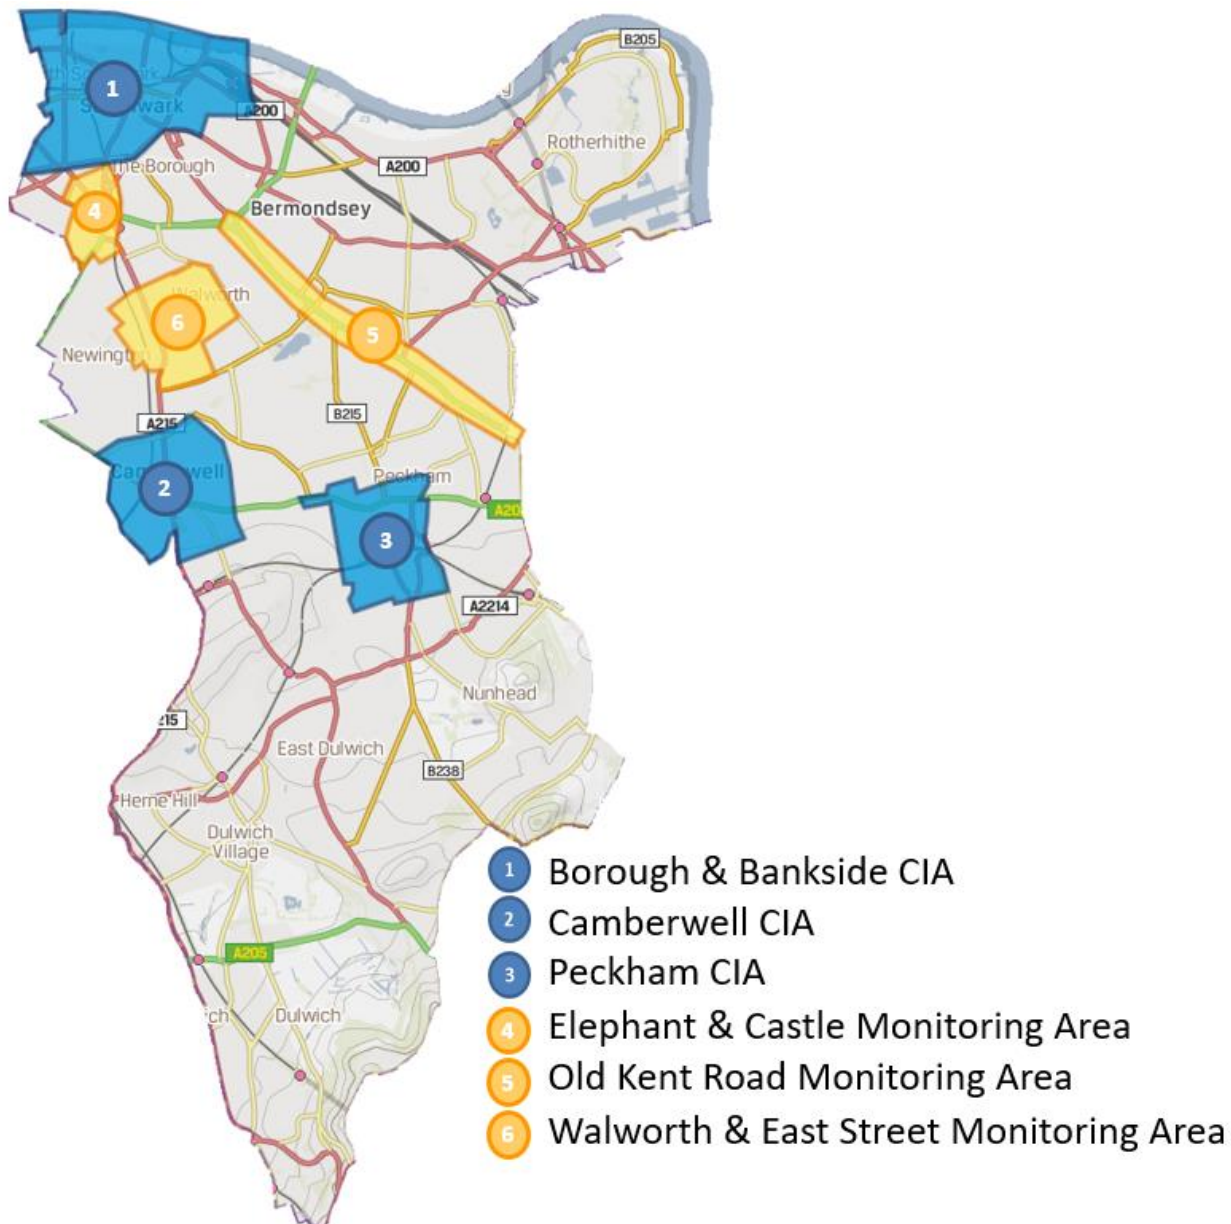 B205
1
A200
Rotherhithe
The Borough
A200
4
Bermondsey
Walworth
6
5
Newingt
A215
B215
Camberwell
Peckham
2
A20
3
A2214
Nunhead
215
East Dulwich
B238
Herne Hill
Dulwich
Village
A205
ch
Dulwich
1 Borough & Bankside CIA
2 Camberwell CIA
3 Peckham CIA
4 Elephant & Castle Monitoring Area
5 Old Kent Road Monitoring Area
6 Walworth & East Street Monitoring Area